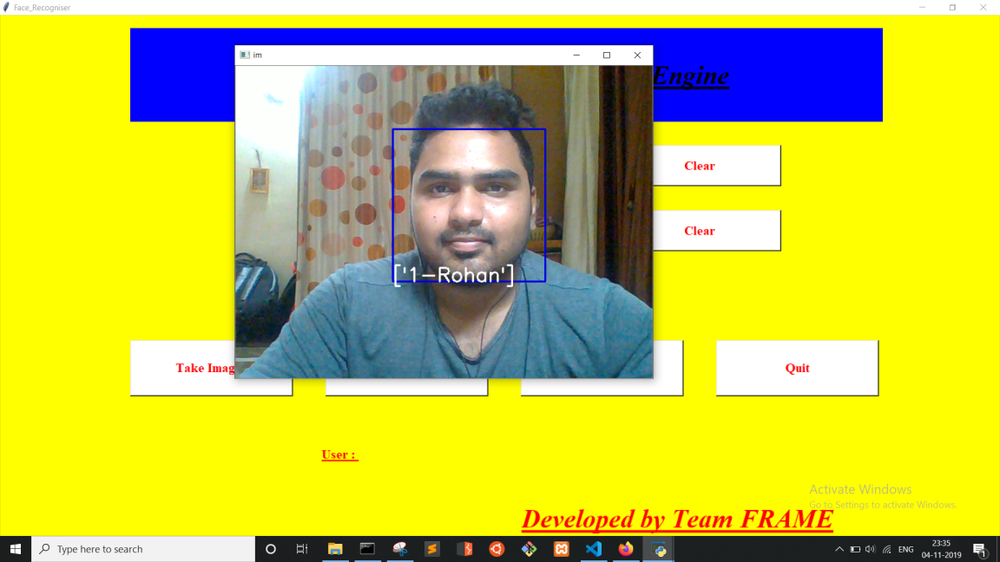 Face_Recogniser
im
Engine
Clear
['1-Rohan']
Clear
Take Imag
Quit
User :
Activate Windows
Go to Settings to activate Windows.
Developed by Team FRAME
Type here to search
ENG
23:35
04-11-2019
1